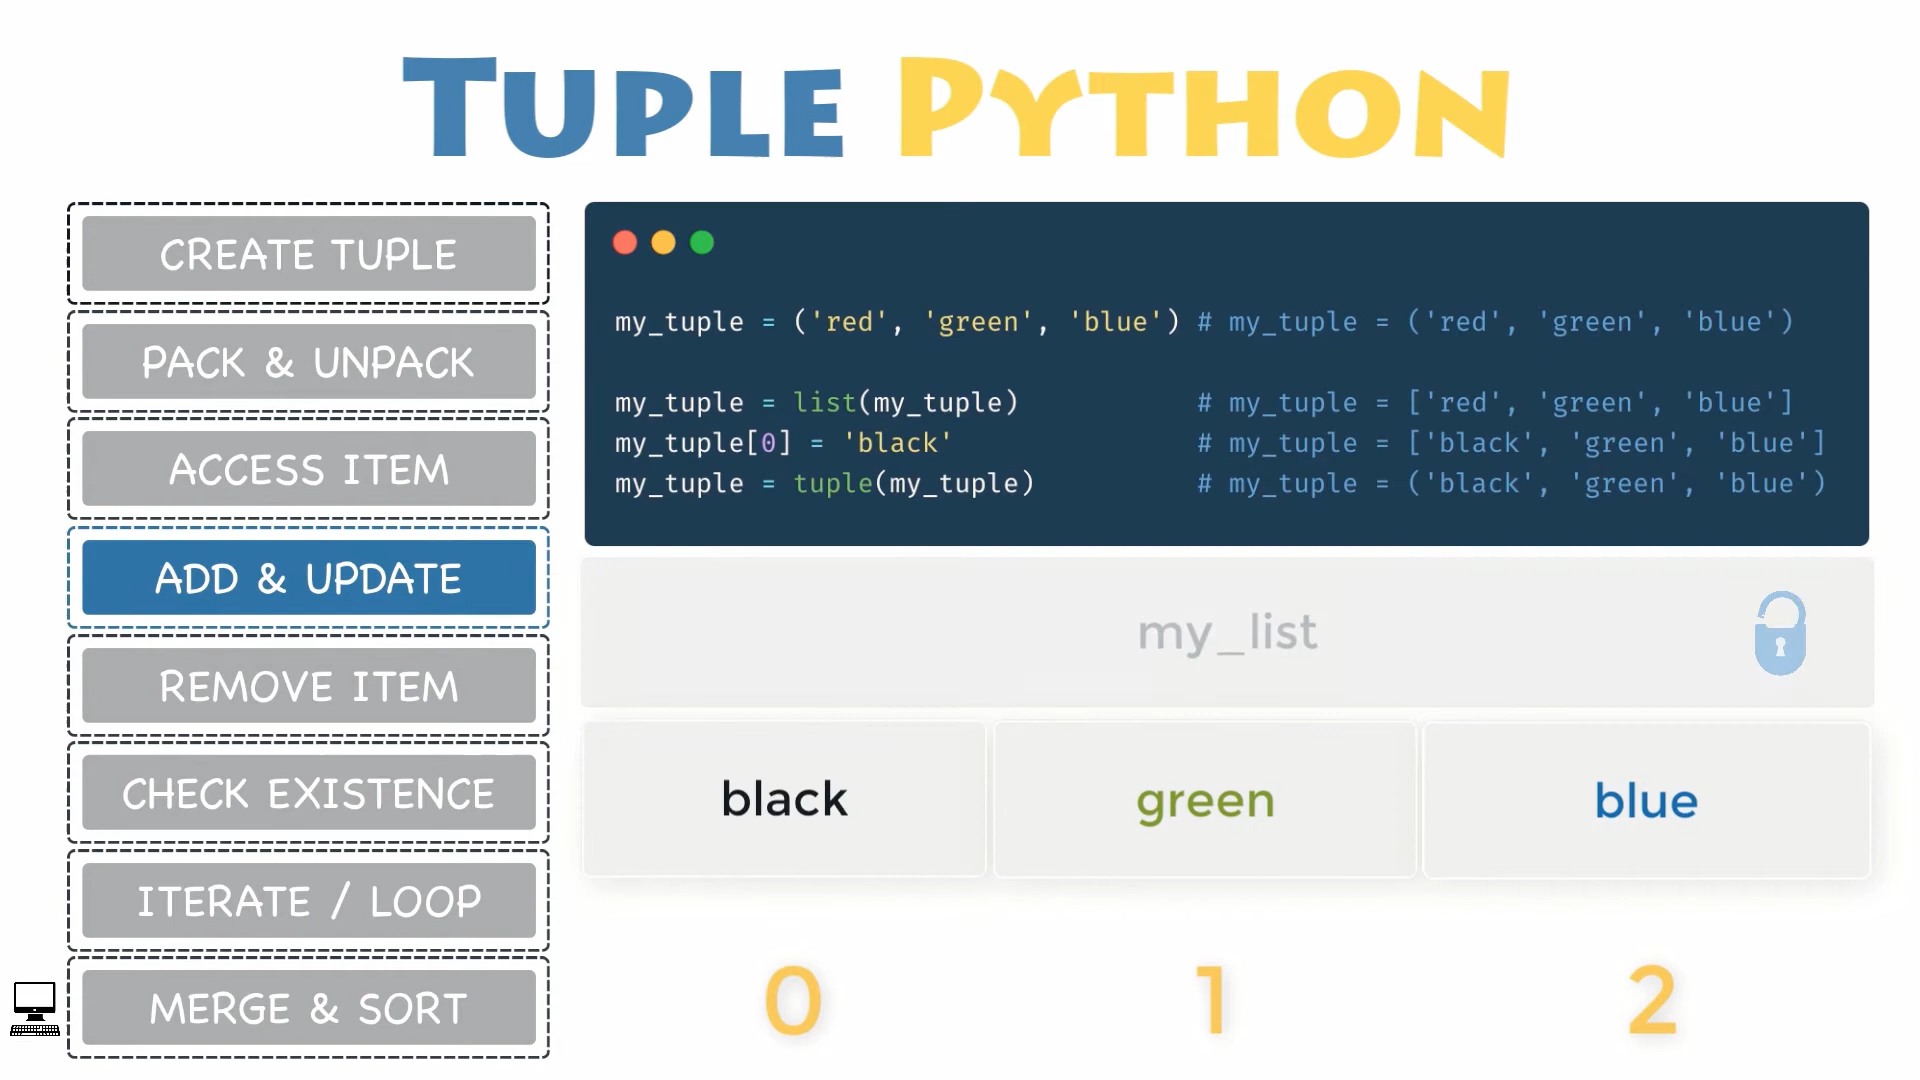 TUPLE PYTHON
CREATE TUPLE
PACK & UNPACK
ACCESS ITEM
ADD & UPDATE
REMOVE ITEM
CHECK EXISTENCE
ITERATE / LOOP
MERGE & SORT
my_tuple = ('red', 'green', 'blue') # my_tuple = ('red', 'green', 'blue')
my_tuple = list(my_tuple) # my_tuple = ['red', 'green', 'blue']
my_tuple[0] = 'black' # my_tuple = ['black', 'green', 'blue']
my_tuple = tuple(my_tuple) # my_tuple = ('black', 'green', 'blue')
my_list
black green blue
0 1 2